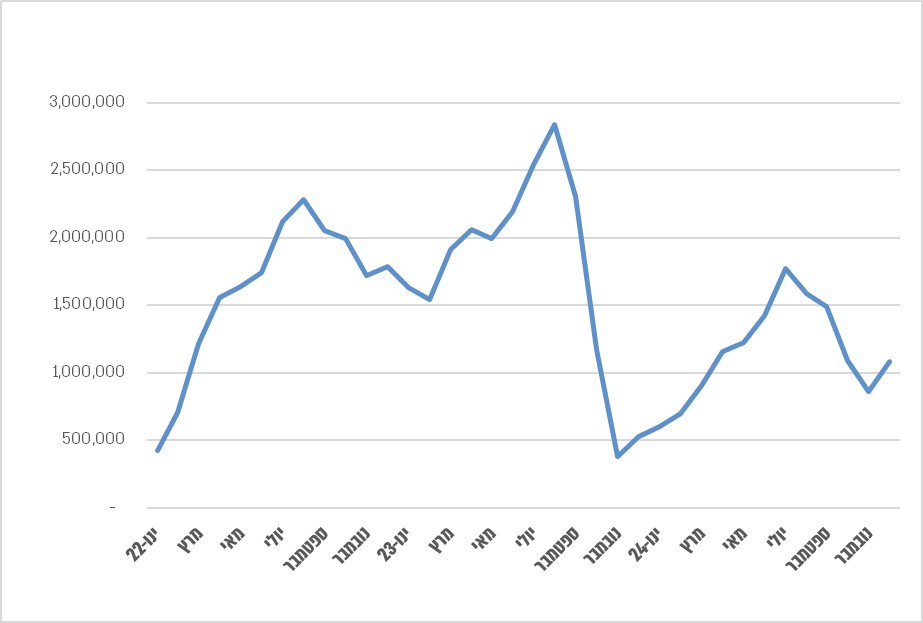 3,000,000
2,500,000
2,000,000
1,500,000
1,000,000
500,000
-
ינו-22
מרץ
מאי
יולי
ספטמבר
נובמבר
ינו-23
מרץ
מאי
יולי
ספטמבר
נובמבר
ינו-24
מרץ
מאי
יולי
ספטמבר
נובמבר